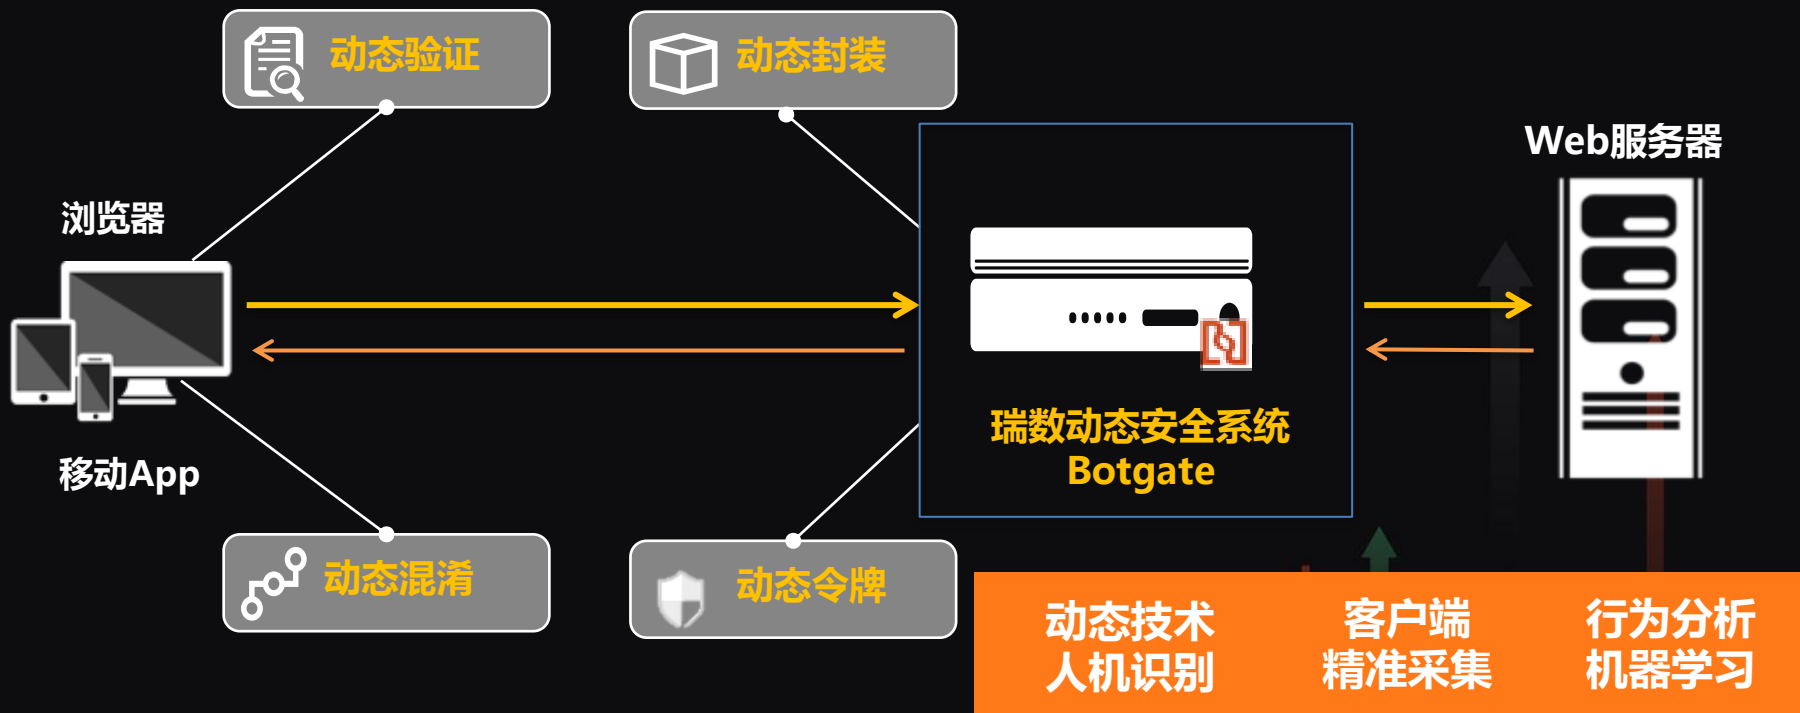 动态验证
动态封装
Web服务器
浏览器
瑞数动态安全系统
Botgate
移动App
动态混淆
动态令牌
动态技术
人机识别
客户端
精准采集
行为分析
机器学习